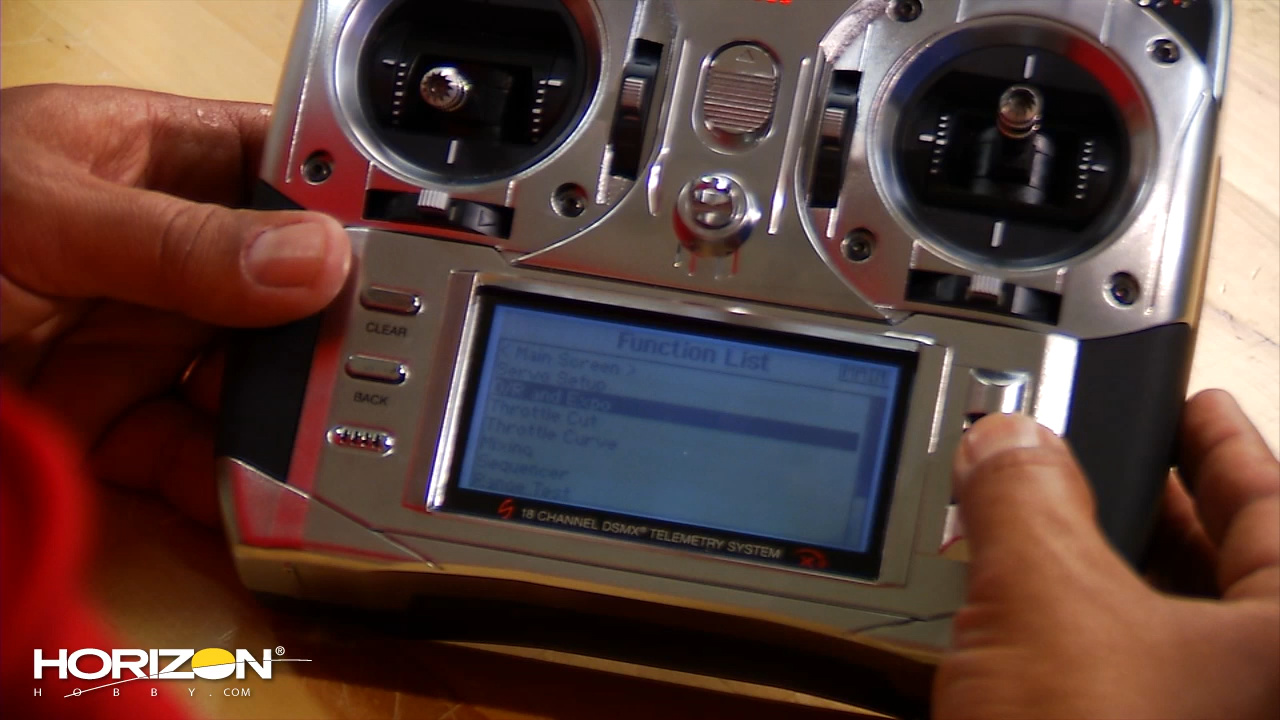 Function List
< Main Screen >
MAIN
Servo Setup
D/R and Expo
Throttle Cut
Throttle Curve
Mixing
Sequencer
Range Test
CLEAR
BACK
18 CHANNEL DSMX® TELEMETRY SYSTEM
HORIZON®
HOBBY.COM